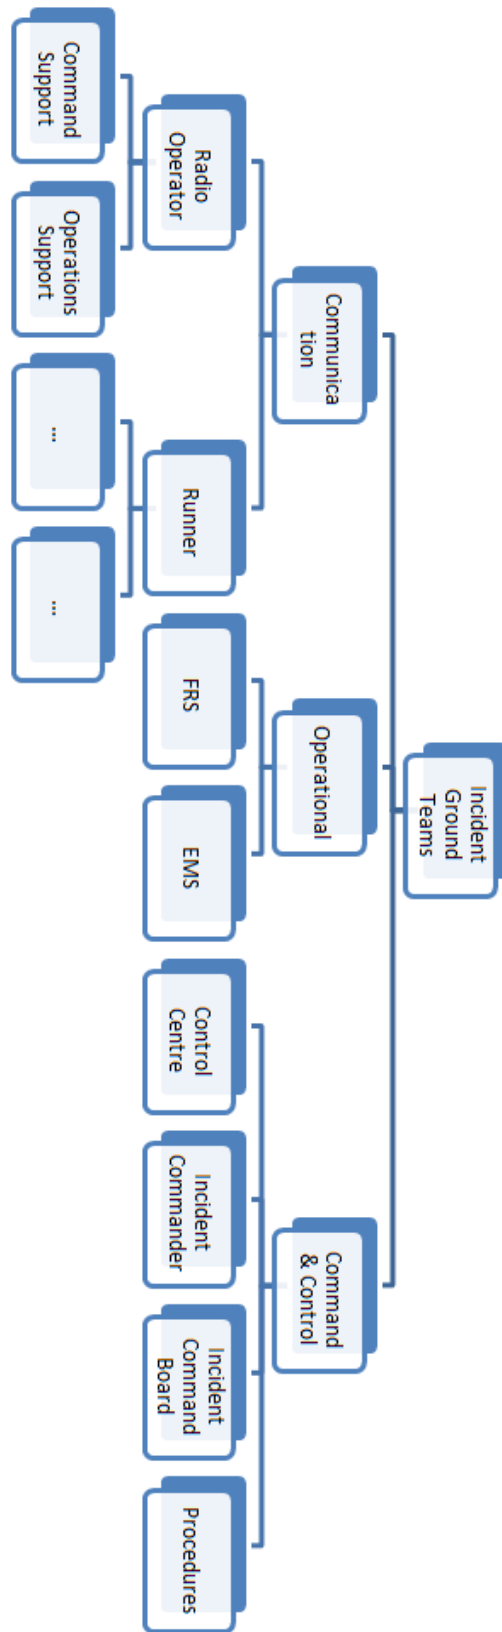 Incident
Ground
Teams
Communica
tion
Operational
Command
& Control
Radio
Operator
Runner
FRS
EMS
Control
Centre
Incident
Commander
Incident
Command
Board
Procedures
Command
Support
Operations
Support
...
...